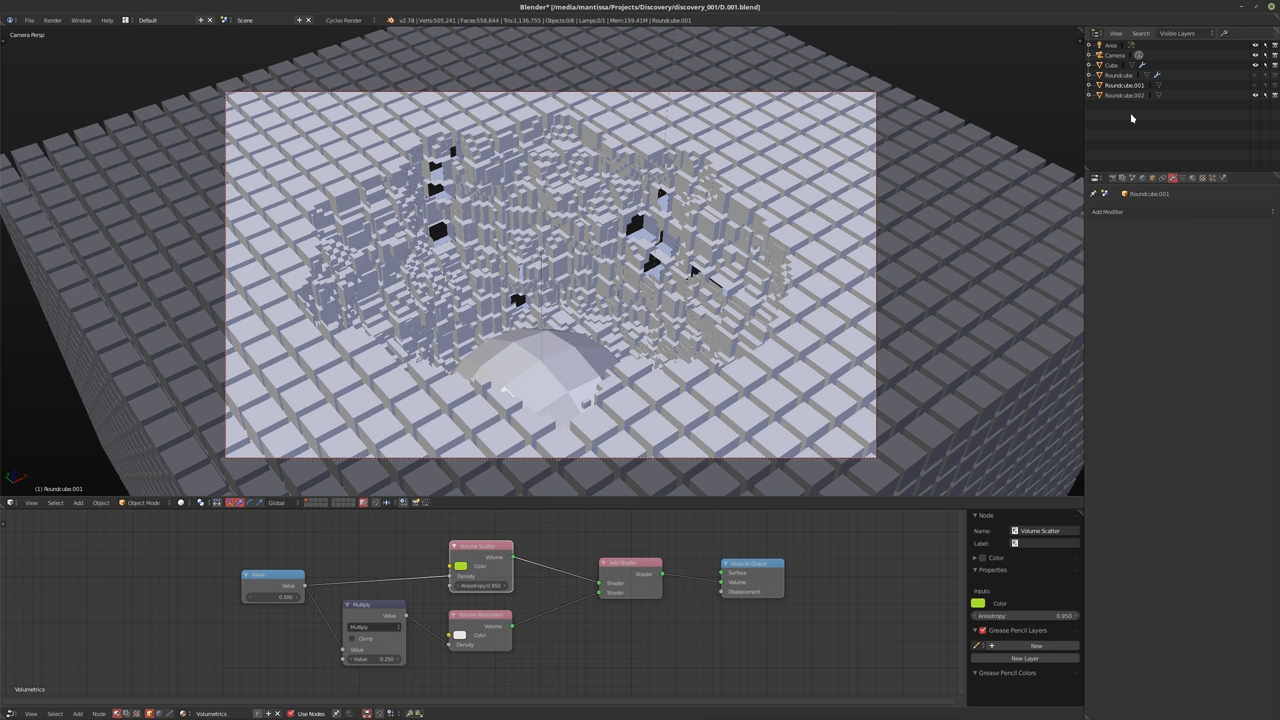 Blender* [/media/mantissa/Projects/Discovery/discovery_001/D.001.blend]
File Render Window Help Default Scene Cycles Render v2.78 | Verts:505,241 | Faces:558,644 | Tris:1,136,755 | Objects:0/6 | Lamps:0/1 | Mem:159.41M | Roundcube.001
Camera Persp
View Search Visible Layers
Area
Camera
Cube
Roundcube
Roundcube.001
Roundcube.002
Roundcube.001
Add Modifier
(1) Roundcube.001
View Select Add Object Object Mode Global
Node
Name: Volume Scatter
Label:
Color
Properties
Inputs:
Color
Anisotropy: 0.950
Grease Pencil Layers
New
New Layer
Grease Pencil Colors
Value
Value
0.500
Multiply
Value
Multiply
Clamp
Value
Value: 0.250
Volume Scatter
Volume
Color
Density
Anisotropy:0.950
Volume Absorption
Volume
Color
Density
Add Shader
Shader
Shader
Shader
Material Output
Surface
Volume
Displacement
Volumetrics
View Select Add Node Volumetrics F Use Nodes